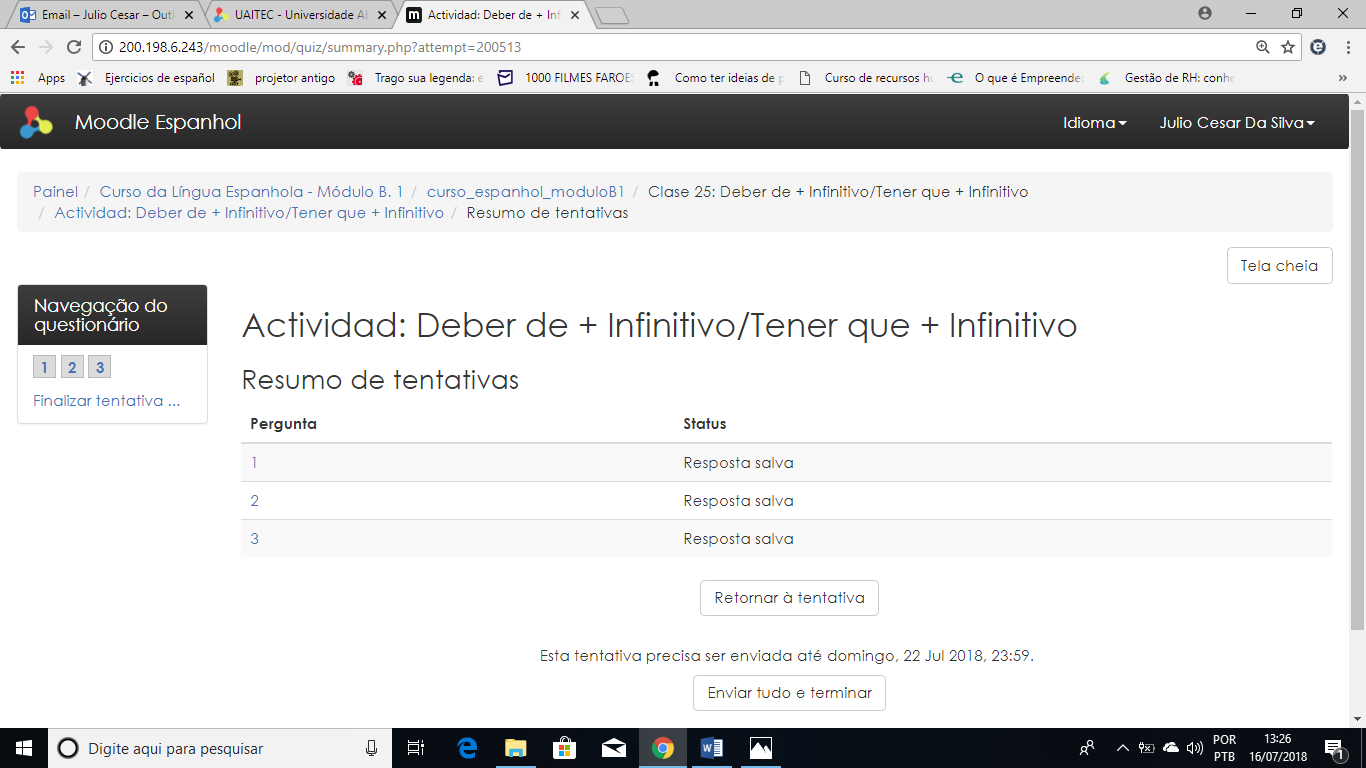 Email – Julio Cesar – Outl
UAITEC - Universidade Ab
Actividad: Deber de + Inf
200.198.6.243/moodle/mod/quiz/summary.php?attempt=200513
Apps Ejercicios de español projetor antigo Trago sua legenda: e 1000 FILMES FAROES Como ter ideias de p Curso de recursos hu O que é Empreende Gestão de RH: conhe »
Moodle Espanhol Idioma Julio Cesar Da Silva
Painel / Curso da Língua Espanhola - Módulo B. 1 / curso_espanhol_moduloB1 / Clase 25: Deber de + Infinitivo/Tener que + Infinitivo
/ Actividad: Deber de + Infinitivo/Tener que + Infinitivo / Resumo de tentativas
Tela cheia
Navegação do
questionário
1 2 3
Finalizar tentativa ...
Actividad: Deber de + Infinitivo/Tener que + Infinitivo
Resumo de tentativas
Pergunta Status
1 Resposta salva
2 Resposta salva
3 Resposta salva
Retornar à tentativa
Esta tentativa precisa ser enviada até domingo, 22 Jul 2018, 23:59.
Enviar tudo e terminar
Digite aqui para pesquisar
POR
PTB
13:26
16/07/2018
1